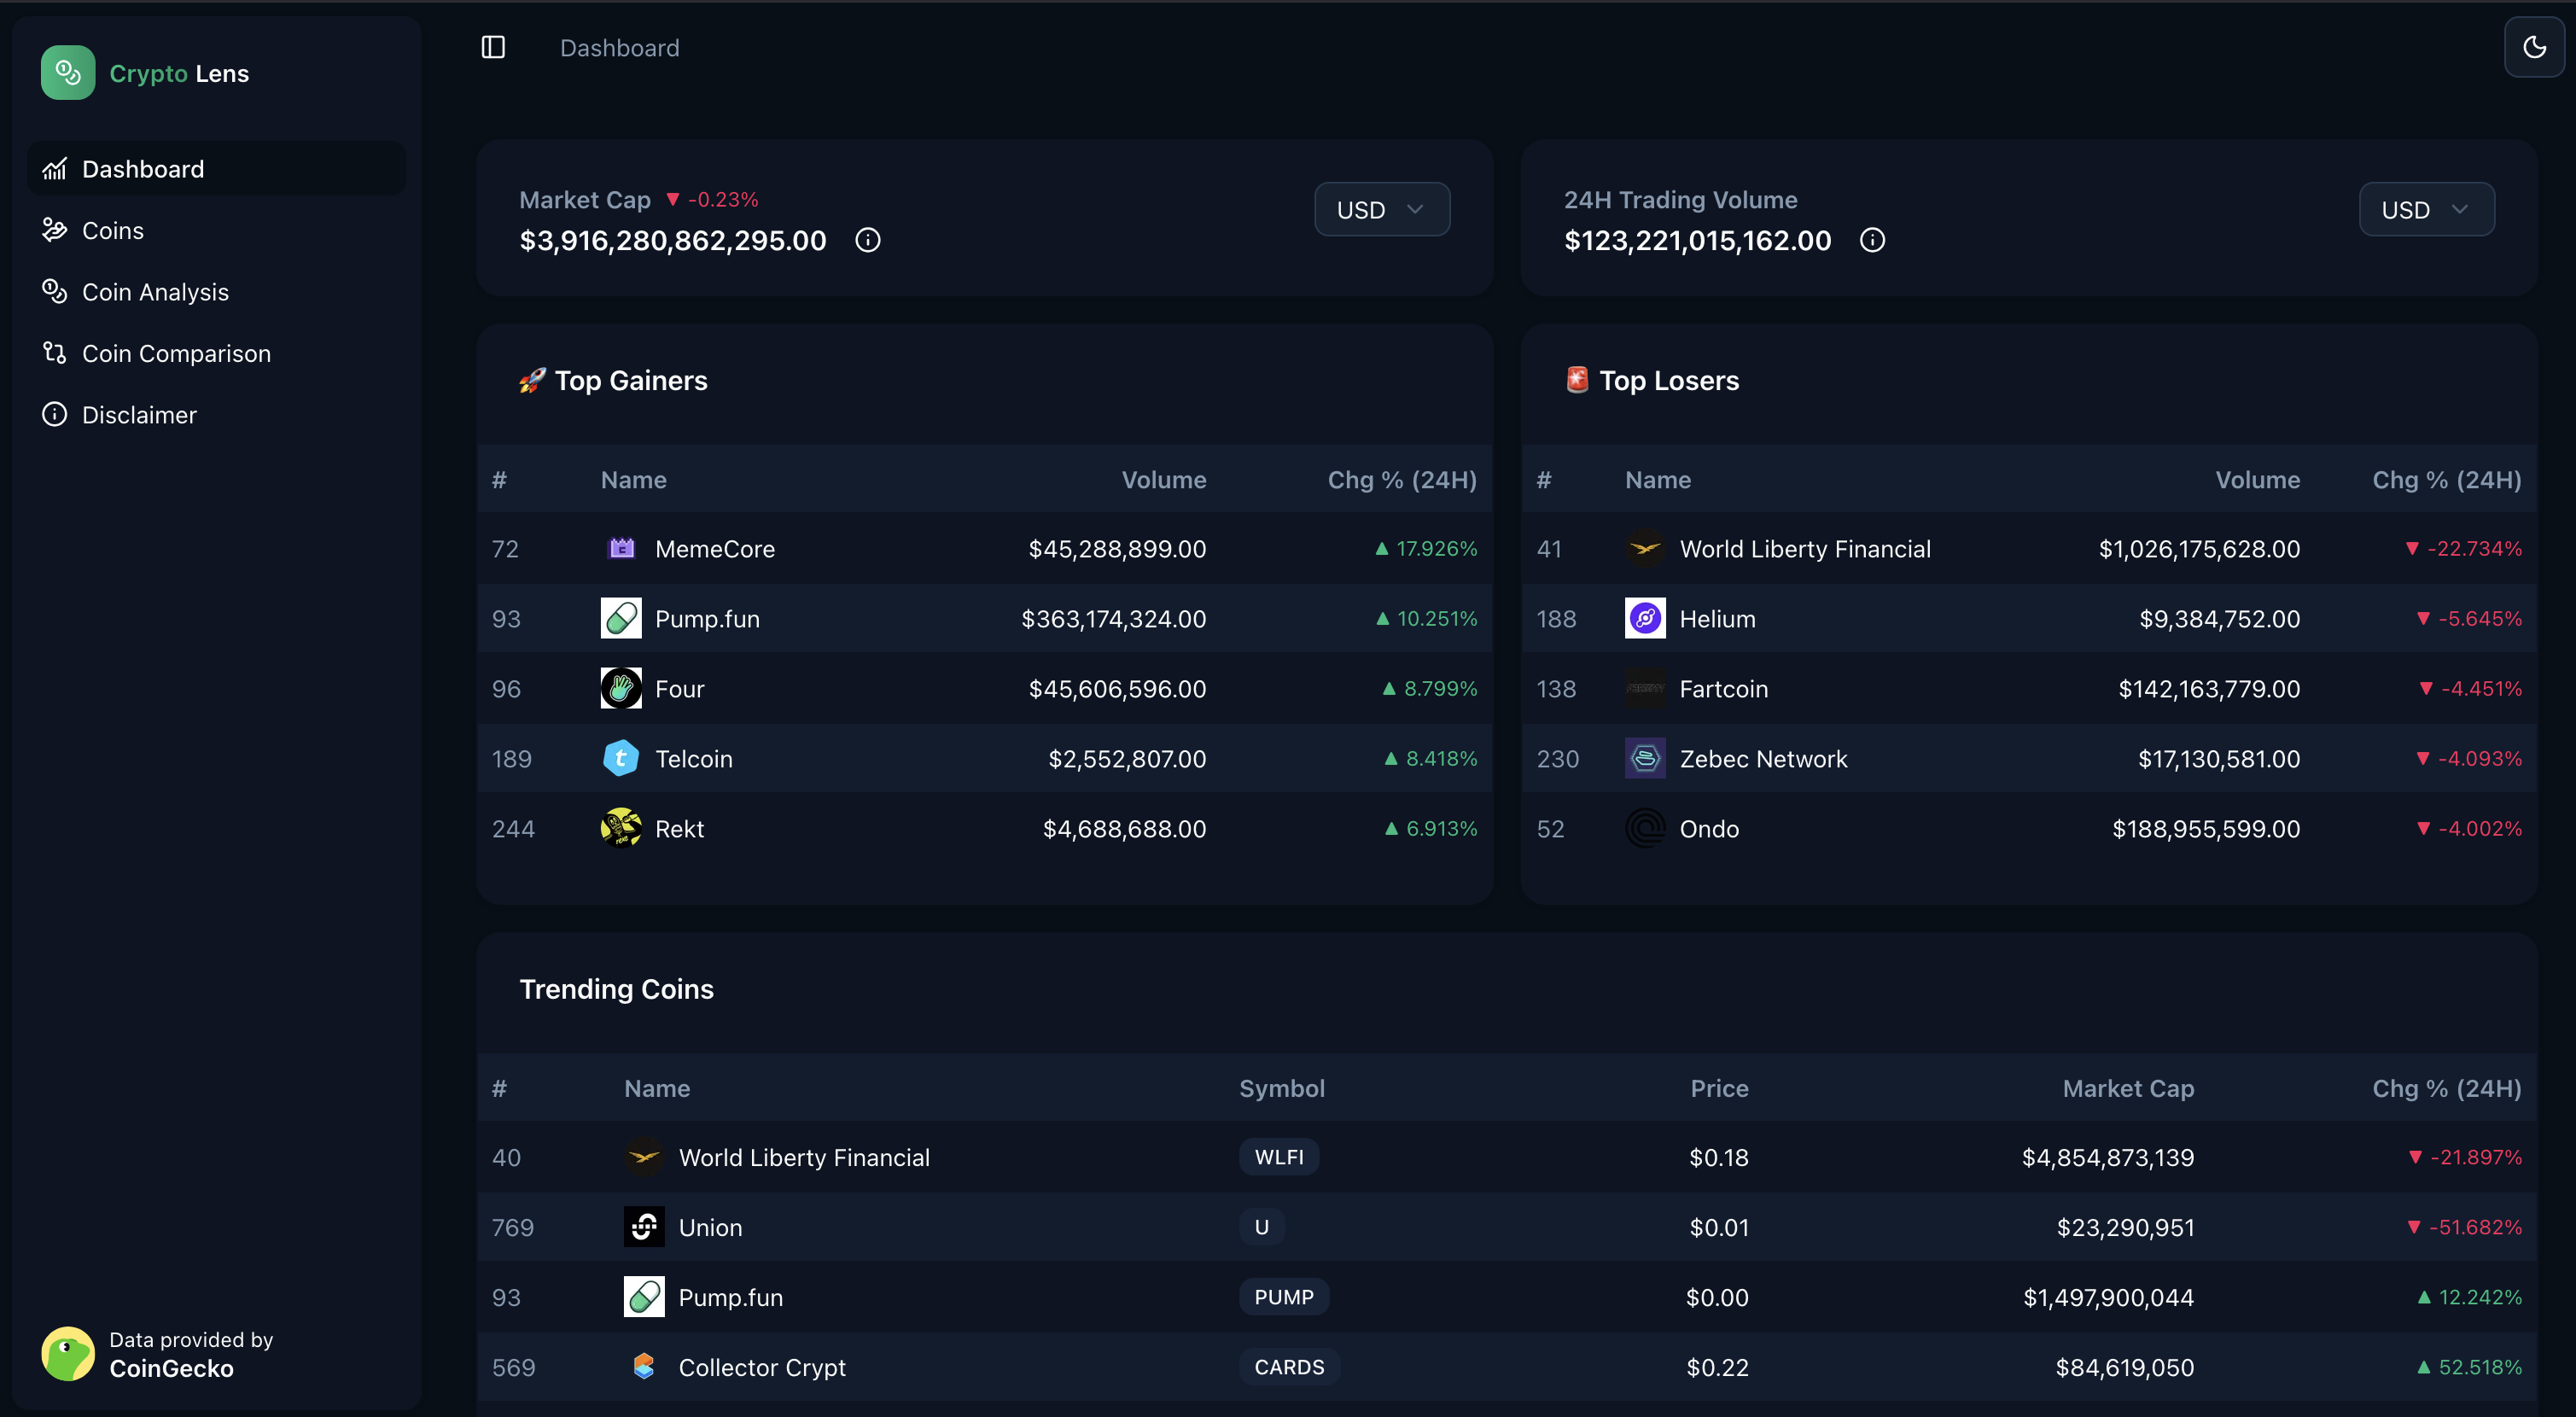 Crypto Lens
Dashboard
Coins
Coin Analysis
Coin Comparison
Disclaimer
Data provided by
CoinGecko
Dashboard
Market Cap ▼ -0.23%
$3,916,280,862,295.00
USD
24H Trading Volume
$123,221,015,162.00
USD
🚀 Top Gainers
# Name Volume Chg % (24H)
72 MemeCore $45,288,899.00 ▲ 17.926%
93 Pump.fun $363,174,324.00 ▲ 10.251%
96 Four $45,606,596.00 ▲ 8.799%
189 Telcoin $2,552,807.00 ▲ 8.418%
244 Rekt $4,688,688.00 ▲ 6.913%
🚨 Top Losers
# Name Volume Chg % (24H)
41 World Liberty Financial $1,026,175,628.00 ▼ -22.734%
188 Helium $9,384,752.00 ▼ -5.645%
138 Fartcoin $142,163,779.00 ▼ -4.451%
230 Zebec Network $17,130,581.00 ▼ -4.093%
52 Ondo $188,955,599.00 ▼ -4.002%
Trending Coins
# Name Symbol Price Market Cap Chg % (24H)
40 World Liberty Financial WLFI $0.18 $4,854,873,139 ▼ -21.897%
769 Union U $0.01 $23,290,951 ▼ -51.682%
93 Pump.fun PUMP $0.00 $1,497,900,044 ▲ 12.242%
569 Collector Crypt CARDS $0.22 $84,619,050 ▲ 52.518%